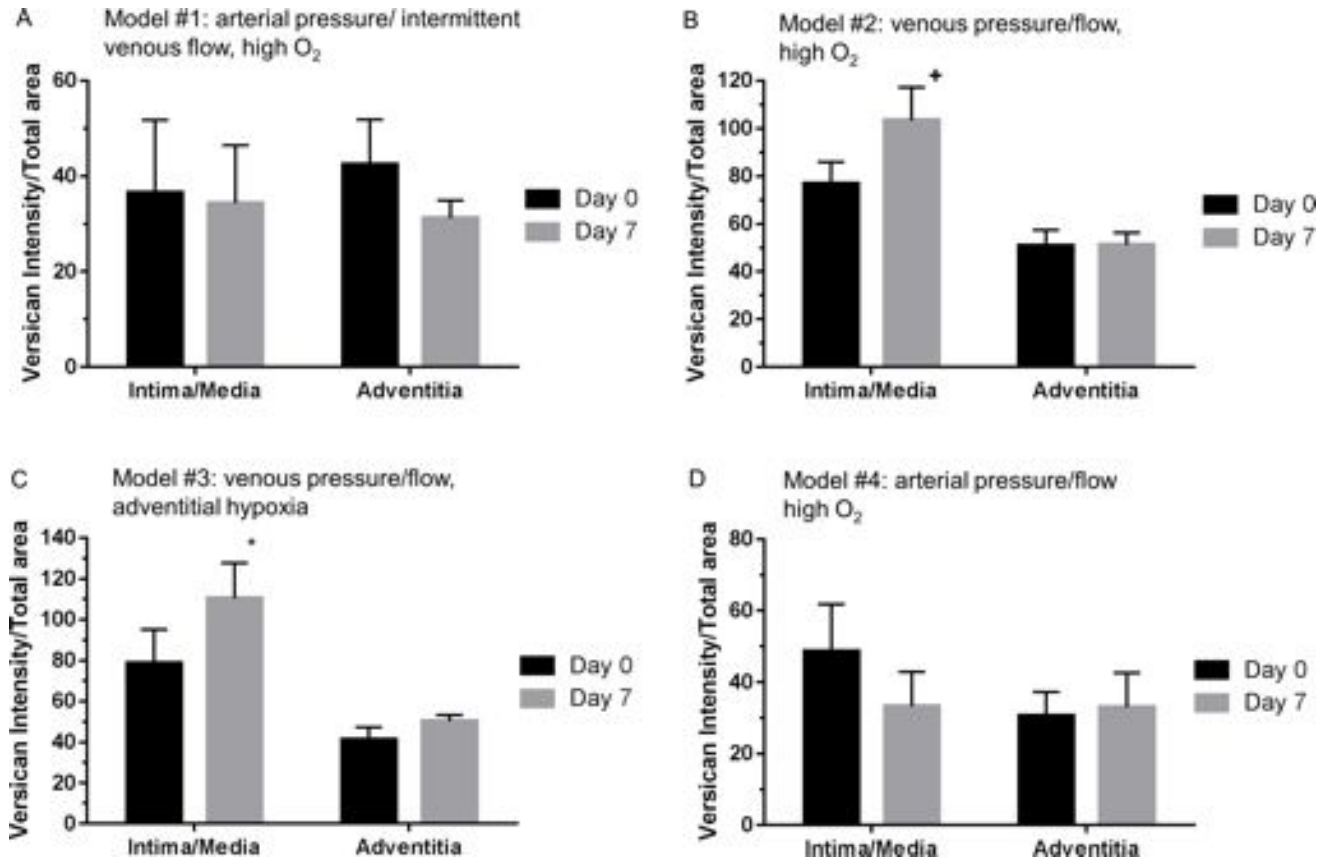 A
Model #1: arterial pressure/ intermittent
venous flow, high O₂
Versican Intensity/Total area
60
40
20
0
Intima/Media
Adventitia
Day 0
Day 7
B
Model #2: venous pressure/flow,
high O₂
Versican Intensity/Total area
120
100
80
60
40
20
0
+
Intima/Media
Adventitia
Day 0
Day 7
C
Model #3: venous pressure/flow,
adventitial hypoxia
Versican Intensity/Total area
140
120
100
80
60
40
20
0
*
Intima/Media
Adventitia
Day 0
Day 7
D
Model #4: arterial pressure/flow
high O₂
Versican Intensity/Total area
80
60
40
20
0
Intima/Media
Adventitia
Day 0
Day 7